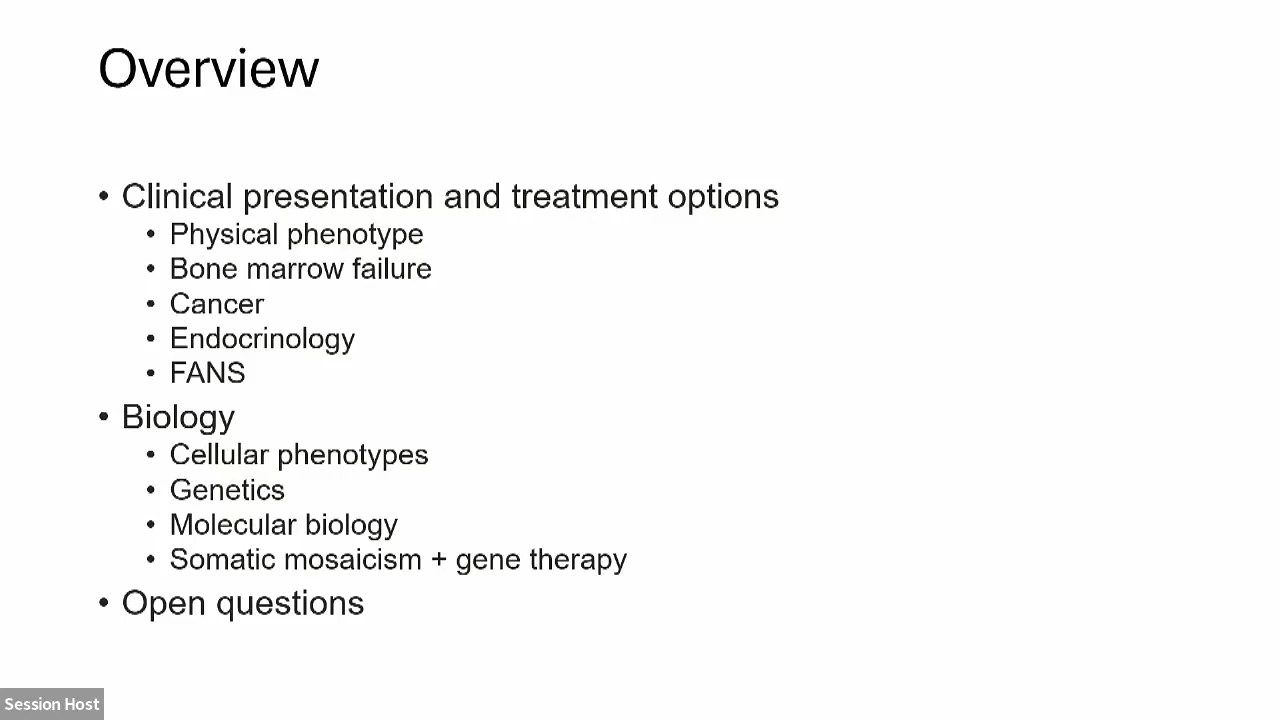 Overview
• Clinical presentation and treatment options
• Physical phenotype
• Bone marrow failure
• Cancer
• Endocrinology
• FANS
• Biology
• Cellular phenotypes
• Genetics
• Molecular biology
• Somatic mosaicism + gene therapy
• Open questions
Session Host